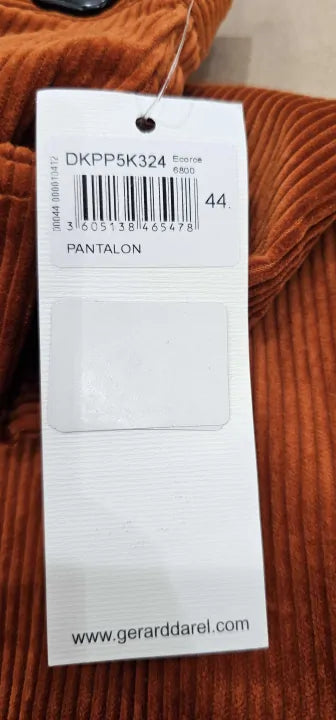 DKPP5K324 Ecorce
6800
00044 000010412
44.
3 605138 465478
PANTALON
www.gerarddarel.com